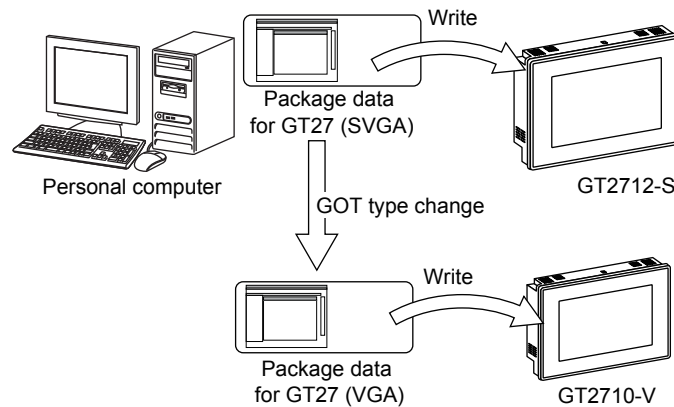 Write
Package data
for GT27 (SVGA)
Personal computer
GT2712-S
GOT type change
Write
Package data
for GT27 (VGA)
GT2710-V